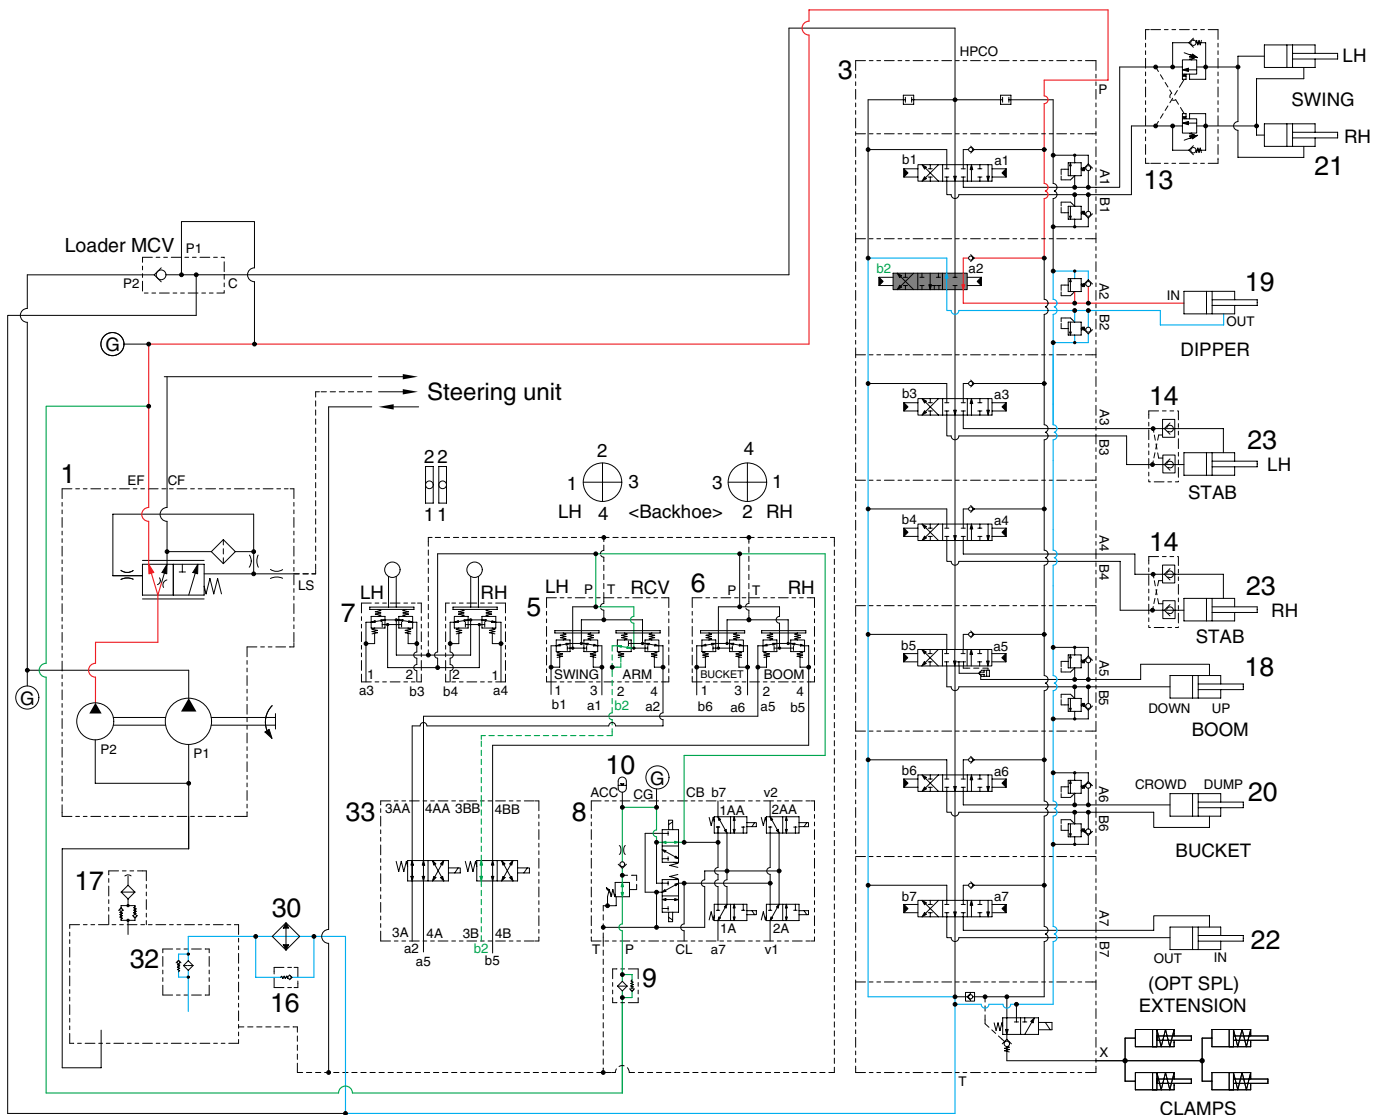 HPCO
3
P
LH
SWING
RH
13
21
b1
a1
A1
B1
Loader MCV
P1
P2
C
b2
a2
A2
B2
IN
19
OUT
DIPPER
G
Steering unit
b3
a3
A3
B3
14
23
LH
STAB
1
EF
CF
LS
2 2
1 1
2
1 3
4
LH
<Backhoe>
4
3 1
2
RH
b4
a4
A4
B4
14
23
RH
STAB
7
LH
RH
1 2
2 1
a3
b3
b4
a4
LH
P T
RCV
5
SWING
ARM
1 3 2 4
b1 a1 b2 a2
6
P T
RH
BUCKET
BOOM
1 3 2 4
b6 a6 a5 b5
b5
a5
A5
B5
18
DOWN
UP
BOOM
G
P2
P1
10
G
ACC
CG
CB
b7
v2
8
1AA
2AA
1A
2A
T
P
CL
a7
v1
33
3AA
4AA
3BB
4BB
3A
4A
3B
4B
a2
a5
b2
b5
b6
a6
A6
B6
CROWD
DUMP
20
BUCKET
17
30
32
16
9
b7
a7
A7
B7
22
OUT
IN
(OPT SPL)
EXTENSION
X
T
CLAMPS